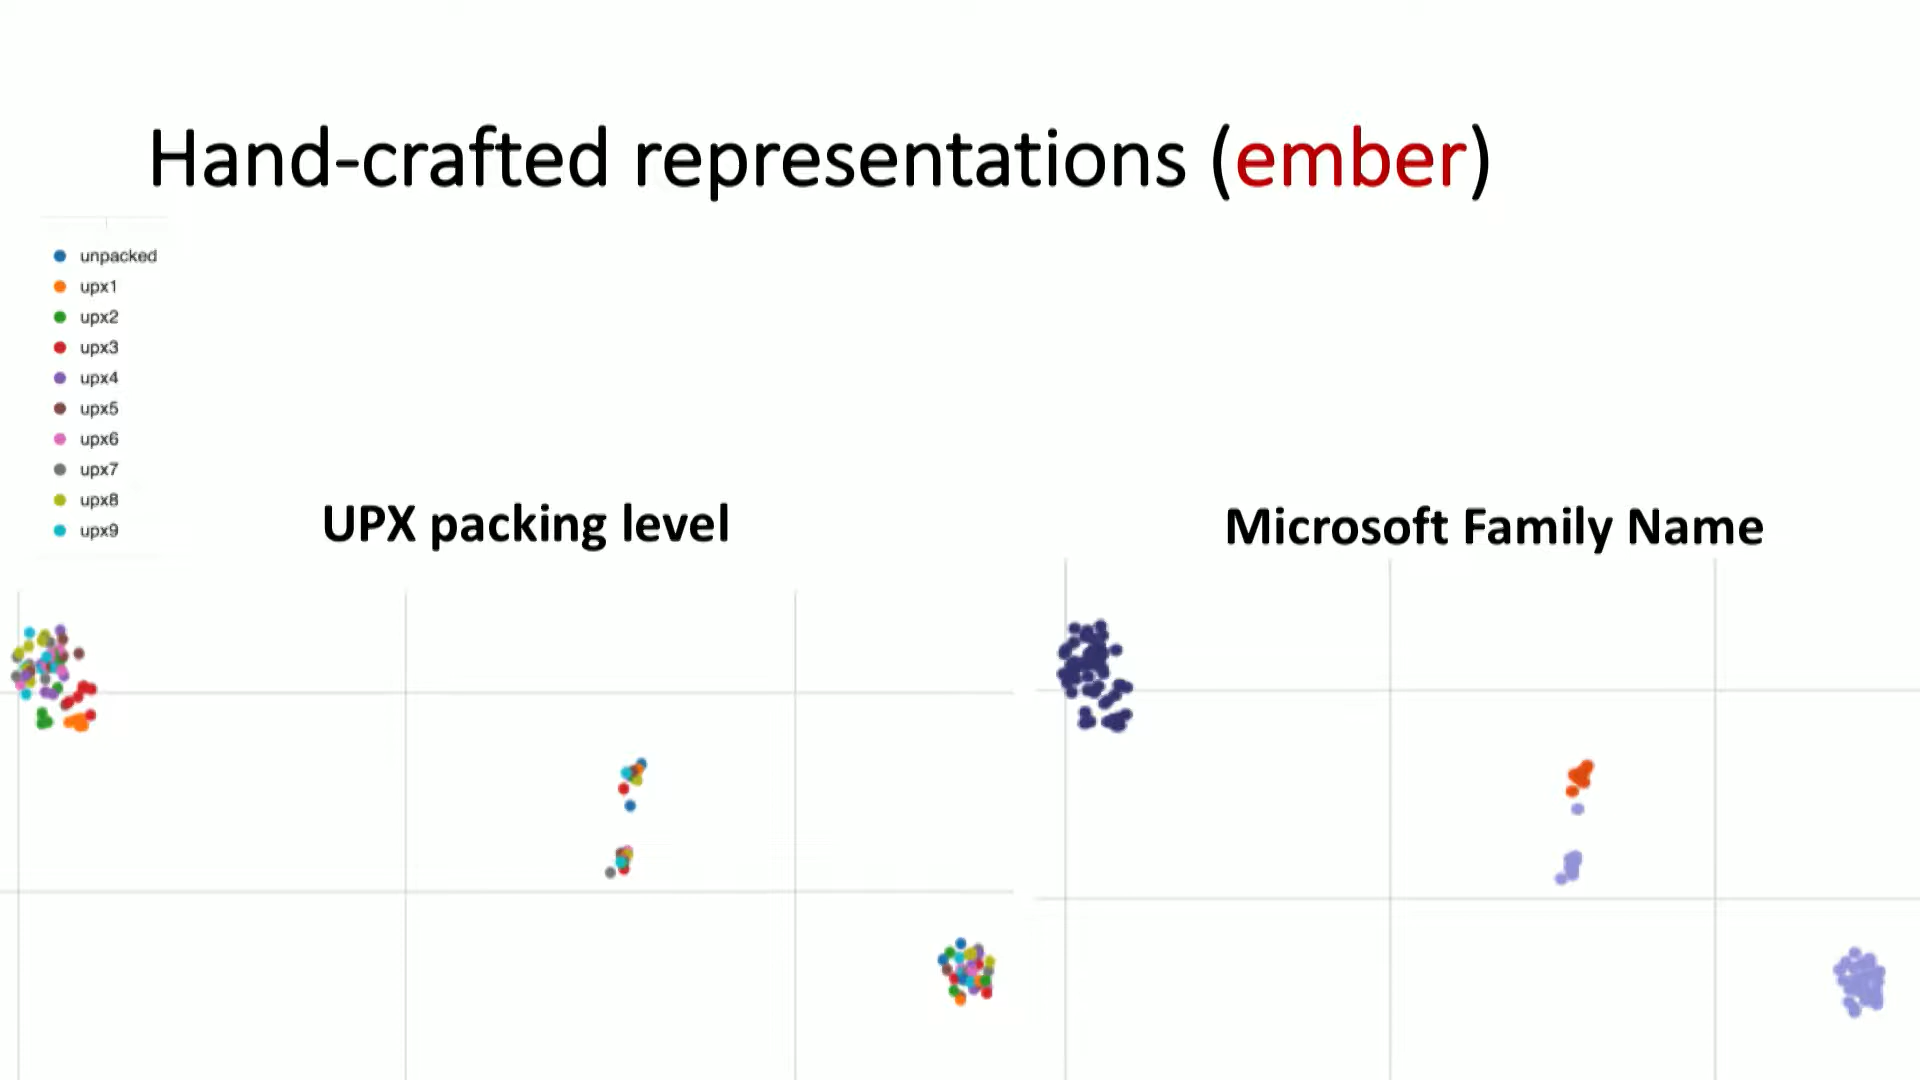 Hand-crafted representations (ember)
unpacked
upx1
upx2
upx3
upx4
upx5
upx6
upx7
upx8
upx9
UPX packing level
Microsoft Family Name